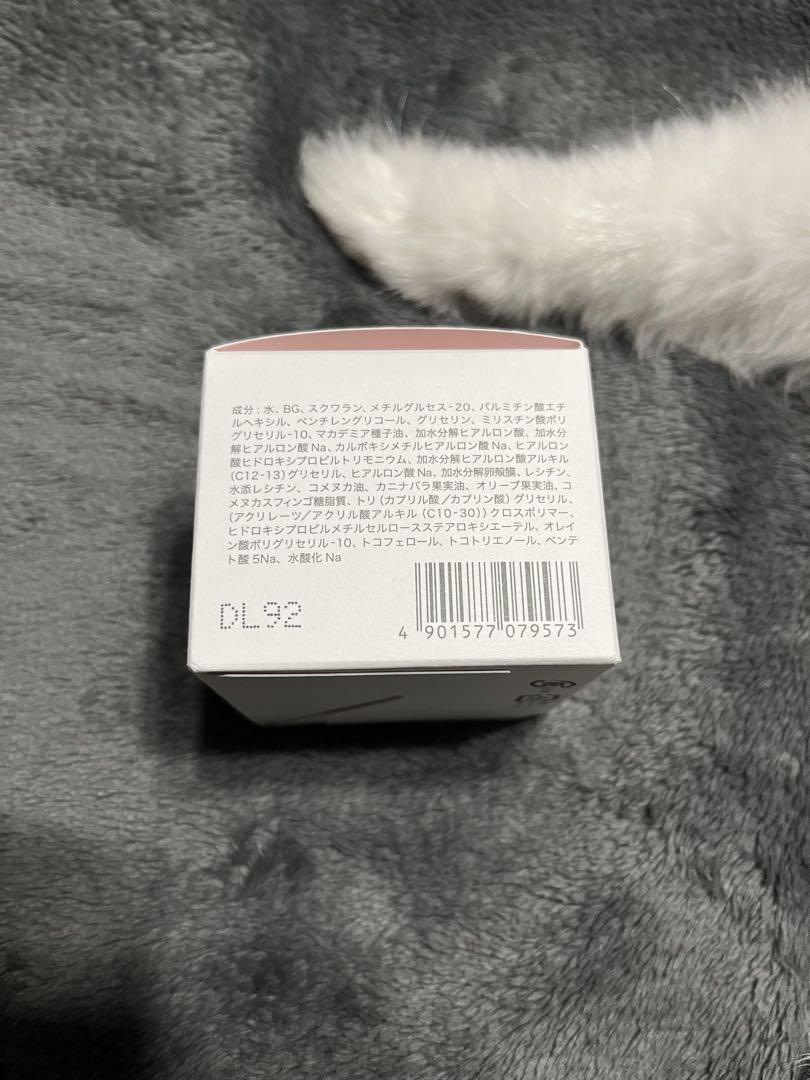 成分：水、BG、スクワラン、メチルグルセス-20、パルミチン酸エチ
ルヘキシル、ペンチレングリコール、グリセリン、ミリスチン酸ポリ
グリセリル-10、マカデミア種子油、加水分解ヒアルロン酸、加水分
解ヒアルロン酸Na、カルボキシメチルヒアルロン酸Na、ヒアルロン
酸ヒドロキシプロピルトリモニウム、加水分解ヒアルロン酸アルキル
(C12-13)グリセリル、ヒアルロン酸Na、加水分解卵殻膜、レシチン、
水添レシチン、コメヌカ油、カニナバラ果実油、オリーブ果実油、コ
メヌカスフィンゴ糖脂質、トリ(カプリル酸／カプリン酸)グリセリル、
(アクリレーツ／アクリル酸アルキル(C10-30))クロスポリマー、
ヒドロキシプロピルメチルセルロースステアロキシエーテル、オレイ
ン酸ポリグリセリル-10、トコフェロール、トコトリエノール、ペンテ
ト酸5Na、水酸化Na
DL92
4 901577 079573